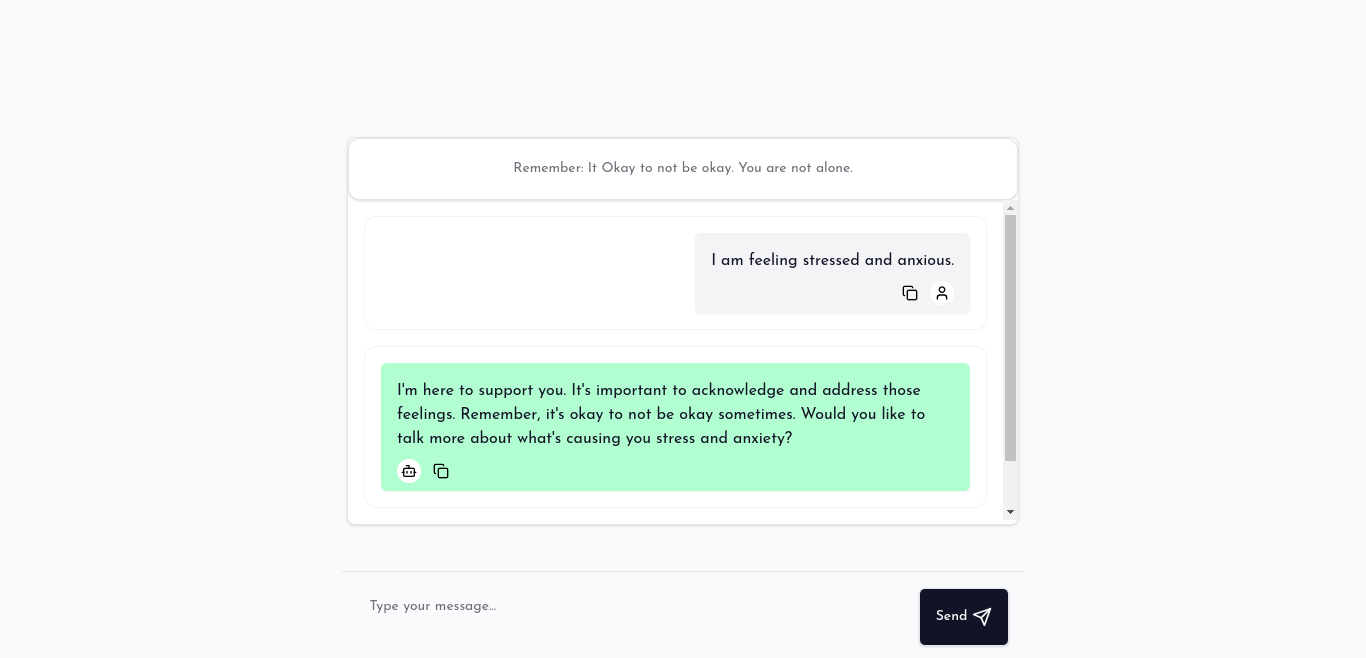 Remember: It Okay to not be okay. You are not alone.
I am feeling stressed and anxious.
I'm here to support you. It's important to acknowledge and address those
feelings. Remember, it's okay to not be okay sometimes. Would you like to
talk more about what's causing you stress and anxiety?
Type your message...
Send